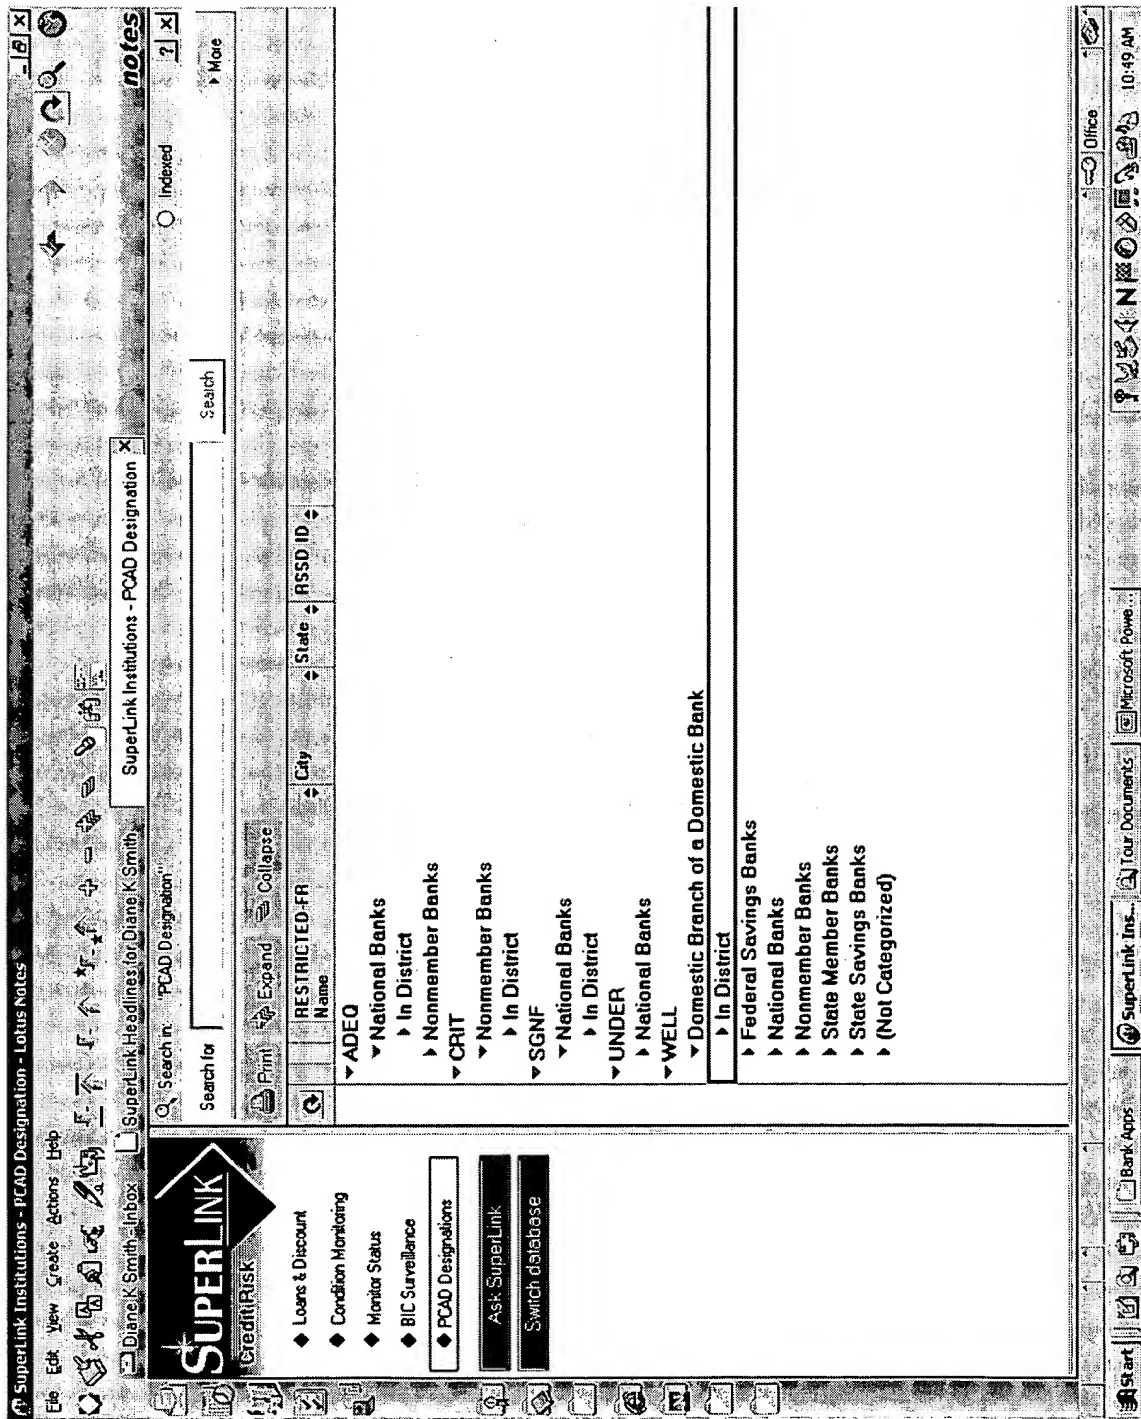 SuperLink Institutions - PCAD Designation - Lotus Notes
File Edit View Create Actions Help
Diane K Smith - Inbox
SuperLink Headlines for Diane K Smith
SuperLink Institutions - PCAD Designation
notes
SUPERLINK
Credit Risk
Loans & Discount
Condition Monitoring
Monitor Status
BIC Surveillance
PCAD Designations
Ask SuperLink
Switch database
Search in: "PCAD Designation"
Indexed
Search for
Search
More
Print Expand Collapse
RESTRICTED-FR
Name City State RSSD ID
ADEQ
National Banks
In District
Nonmember Banks
CRIT
Nonmember Banks
In District
SGNF
National Banks
In District
UNDER
National Banks
WELL
Domestic Branch of a Domestic Bank
In District
Federal Savings Banks
National Banks
Nonmember Banks
State Member Banks
State Savings Banks
(Not Categorized)
Office
Start
Bank Apps
SuperLink Ins...
Tour Documents
Microsoft Powe...
10:49 AM